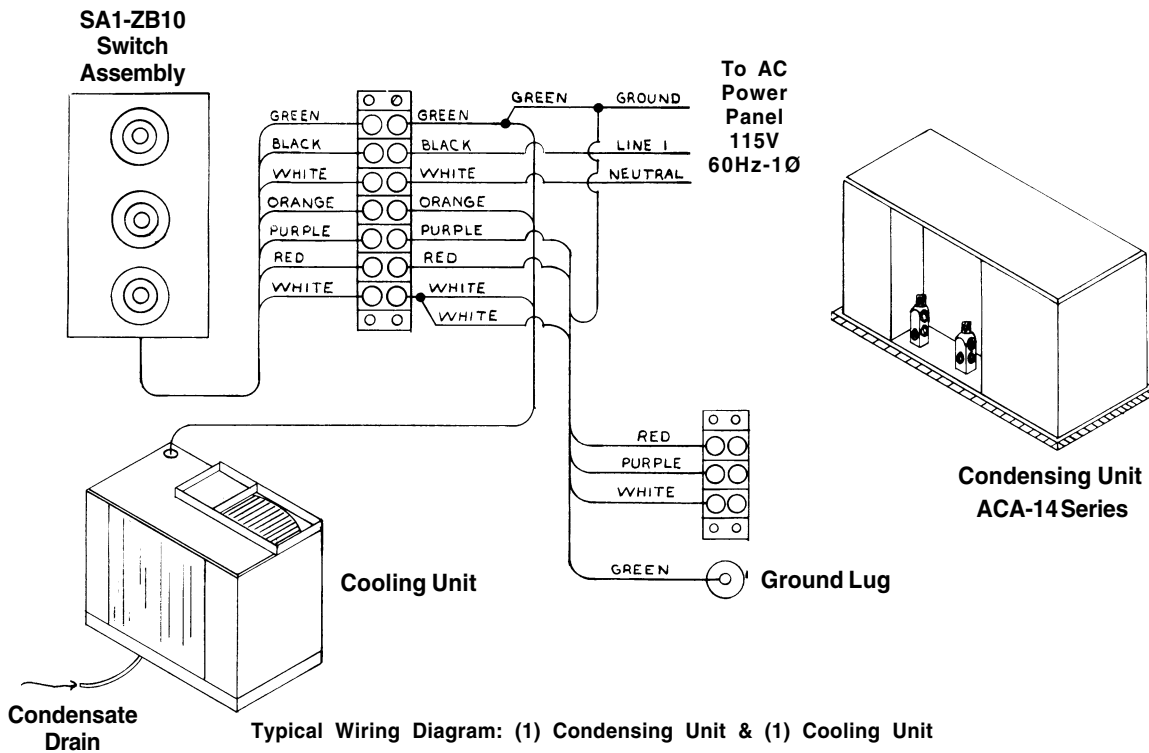 SA1-ZB10
Switch
Assembly
GREEN
BLACK
WHITE
ORANGE
PURPLE
RED
WHITE
GREEN
BLACK
WHITE
ORANGE
PURPLE
RED
WHITE
WHITE
GREEN
GROUND
LINE 1
NEUTRAL
To AC
Power
Panel
115V
60Hz-1Ø
RED
PURPLE
WHITE
GREEN
Ground Lug
Condensing Unit
ACA-14 Series
Cooling Unit
Condensate
Drain
Typical Wiring Diagram: (1) Condensing Unit & (1) Cooling Unit